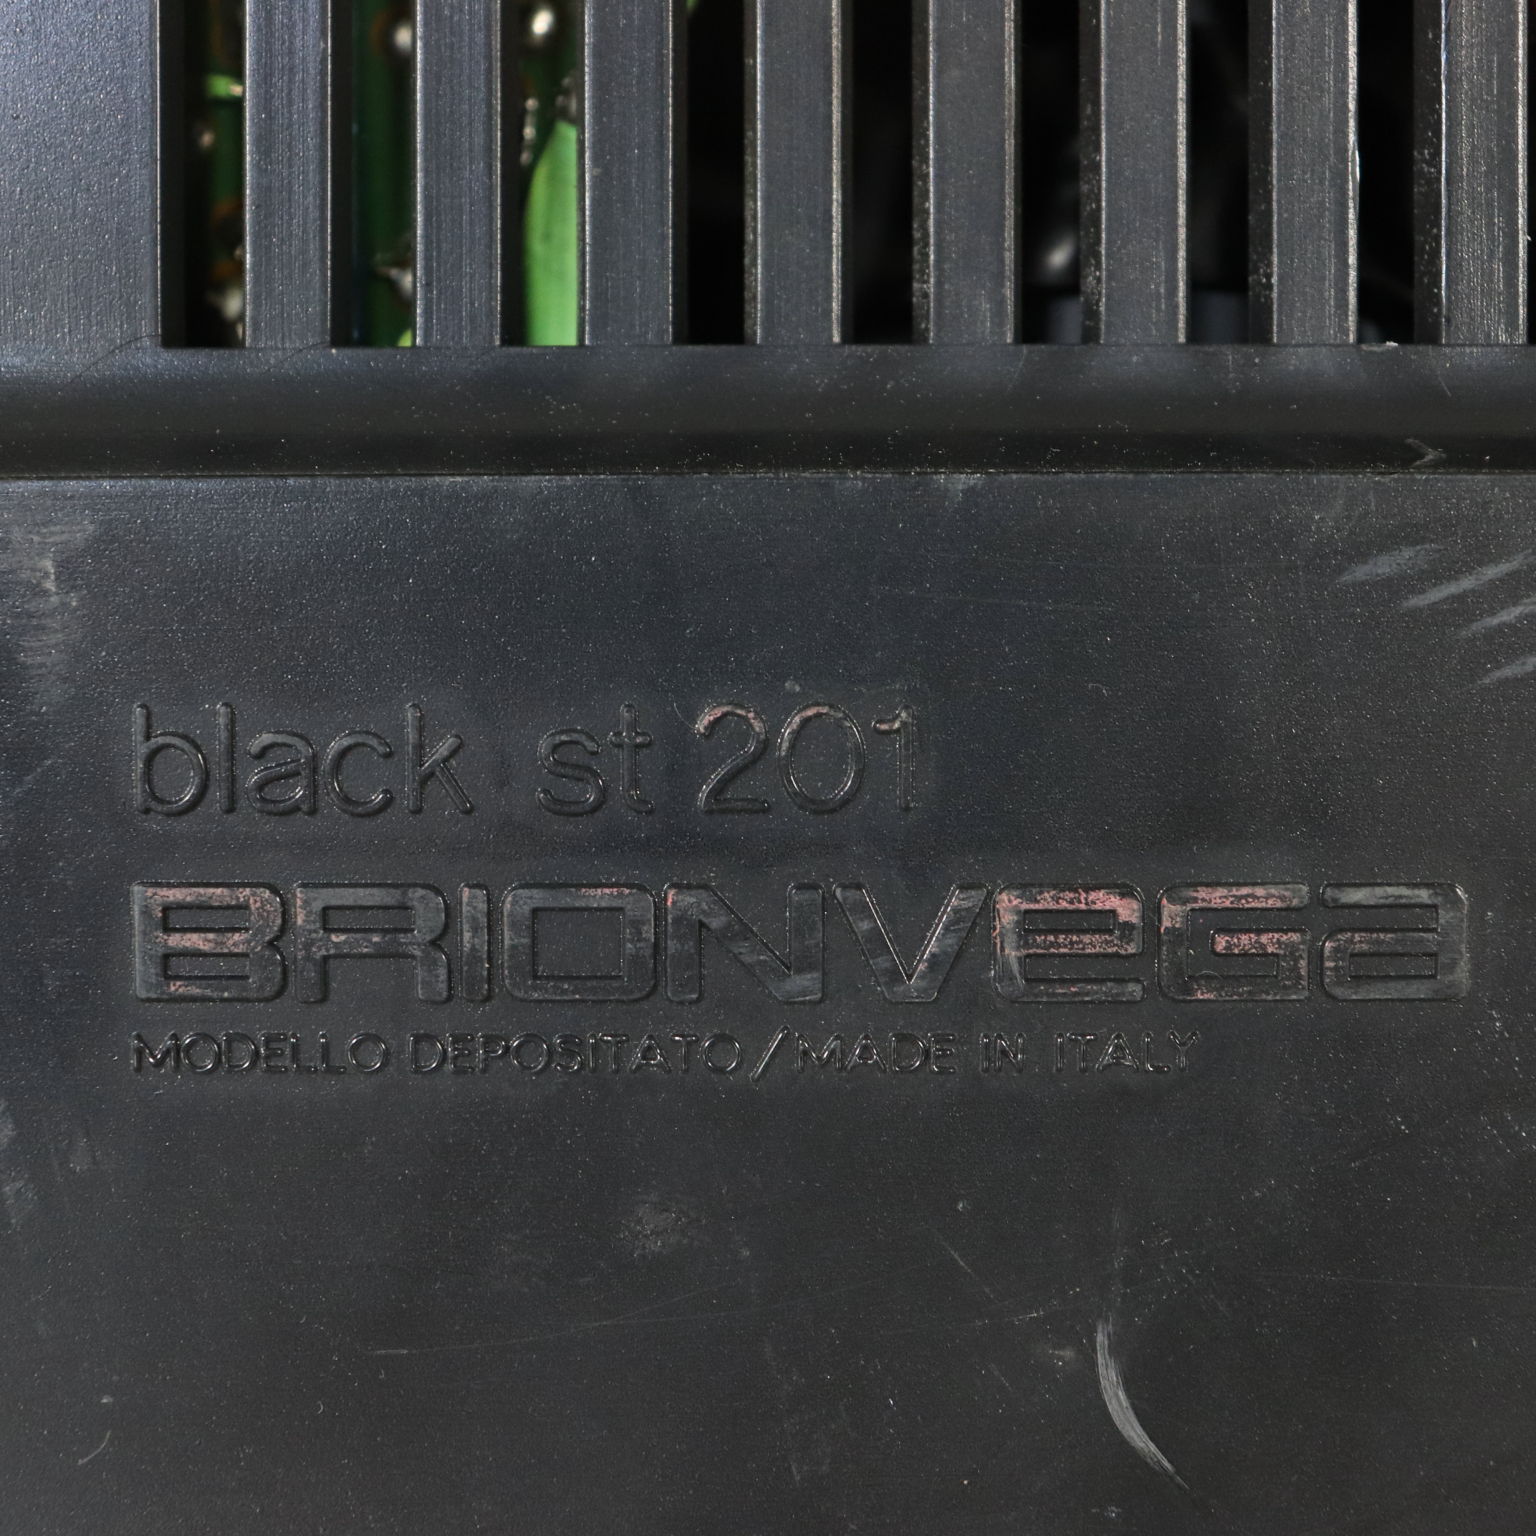 black st 201
BRIONVEGA
MODELLO DEPOSITATO/MADE IN ITALY